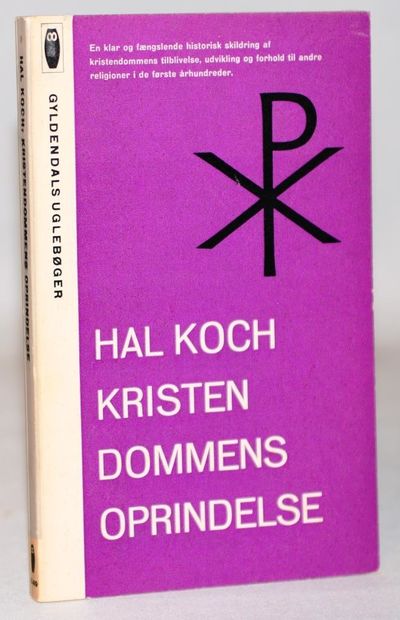 En klar og fængslende historisk skildring af
kristendommens tilblivelse, udvikling og forhold til andre
religioner i de første århundreder.
GYLDENDALS UGLEBØGER
HAL KOCH
KRISTEN
DOMMENS
OPRINDELSE
HAL KOCH, KRISTENDOMMENS OPRINDELSE